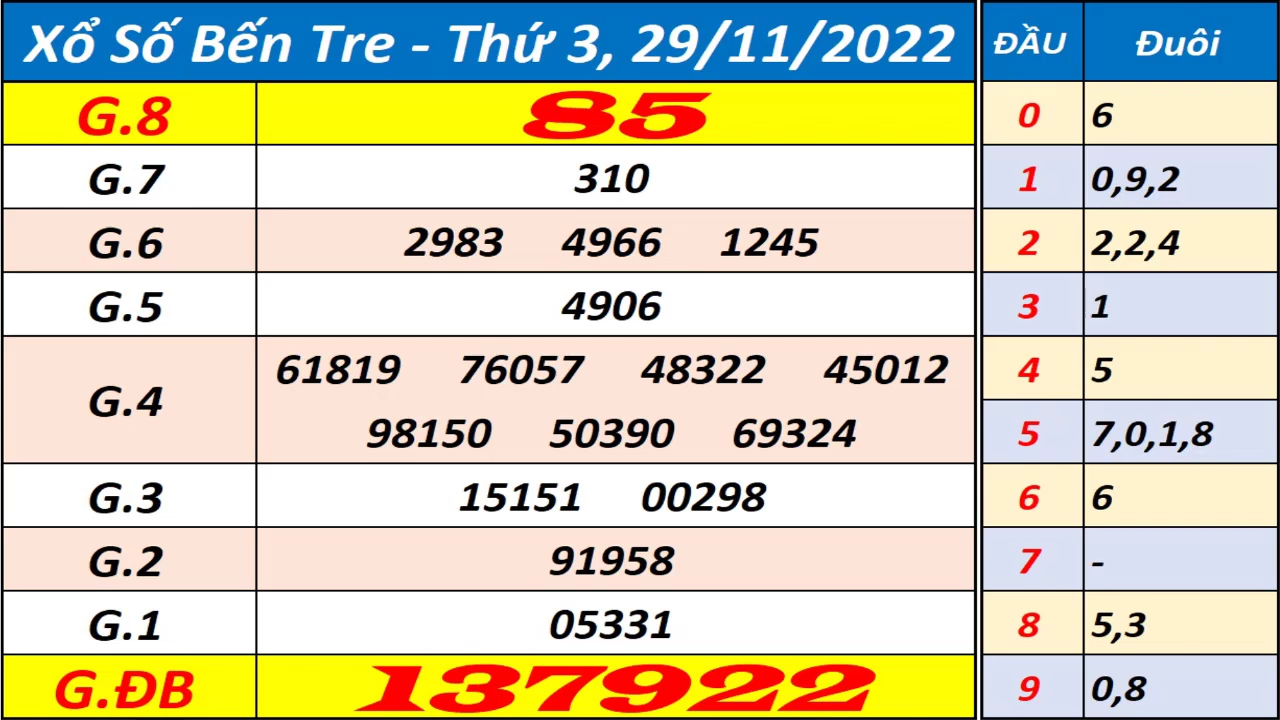 Xổ Số Bến Tre - Thứ 3, 29/11/2022
G.8 85
G.7 310
G.6 2983 4966 1245
G.5 4906
G.4 61819 76057 48322 45012
98150 50390 69324
G.3 15151 00298
G.2 91958
G.1 05331
G.ĐB 137922
ĐẦU Đuôi
0 6
1 0,9,2
2 2,2,4
3 1
4 5
5 7,0,1,8
6 6
7 -
8 5,3
9 0,8